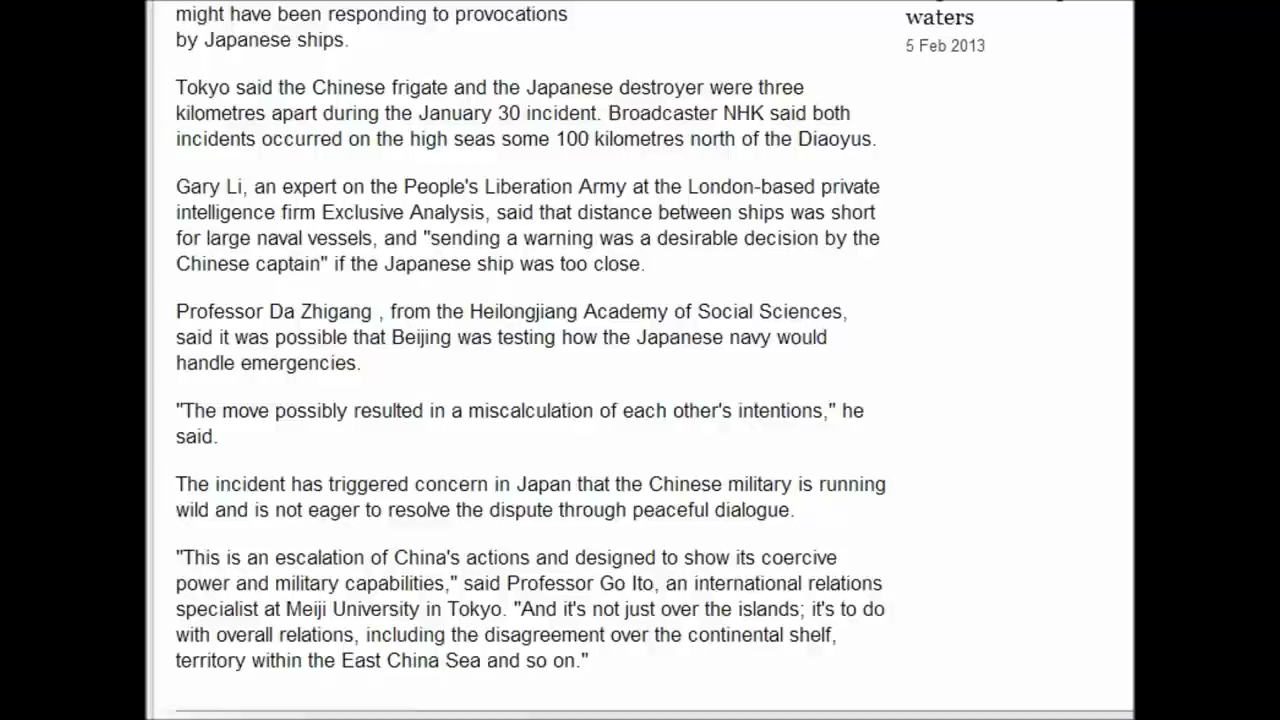 might have been responding to provocations
by Japanese ships.
Tokyo said the Chinese frigate and the Japanese destroyer were three
kilometres apart during the January 30 incident. Broadcaster NHK said both
incidents occurred on the high seas some 100 kilometres north of the Diaoyus.
Gary Li, an expert on the People's Liberation Army at the London-based private
intelligence firm Exclusive Analysis, said that distance between ships was short
for large naval vessels, and "sending a warning was a desirable decision by the
Chinese captain" if the Japanese ship was too close.
Professor Da Zhigang , from the Heilongjiang Academy of Social Sciences,
said it was possible that Beijing was testing how the Japanese navy would
handle emergencies.
"The move possibly resulted in a miscalculation of each other's intentions," he
said.
The incident has triggered concern in Japan that the Chinese military is running
wild and is not eager to resolve the dispute through peaceful dialogue.
"This is an escalation of China's actions and designed to show its coercive
power and military capabilities," said Professor Go Ito, an international relations
specialist at Meiji University in Tokyo. "And it's not just over the islands; it's to do
with overall relations, including the disagreement over the continental shelf,
territory within the East China Sea and so on."
waters
5 Feb 2013